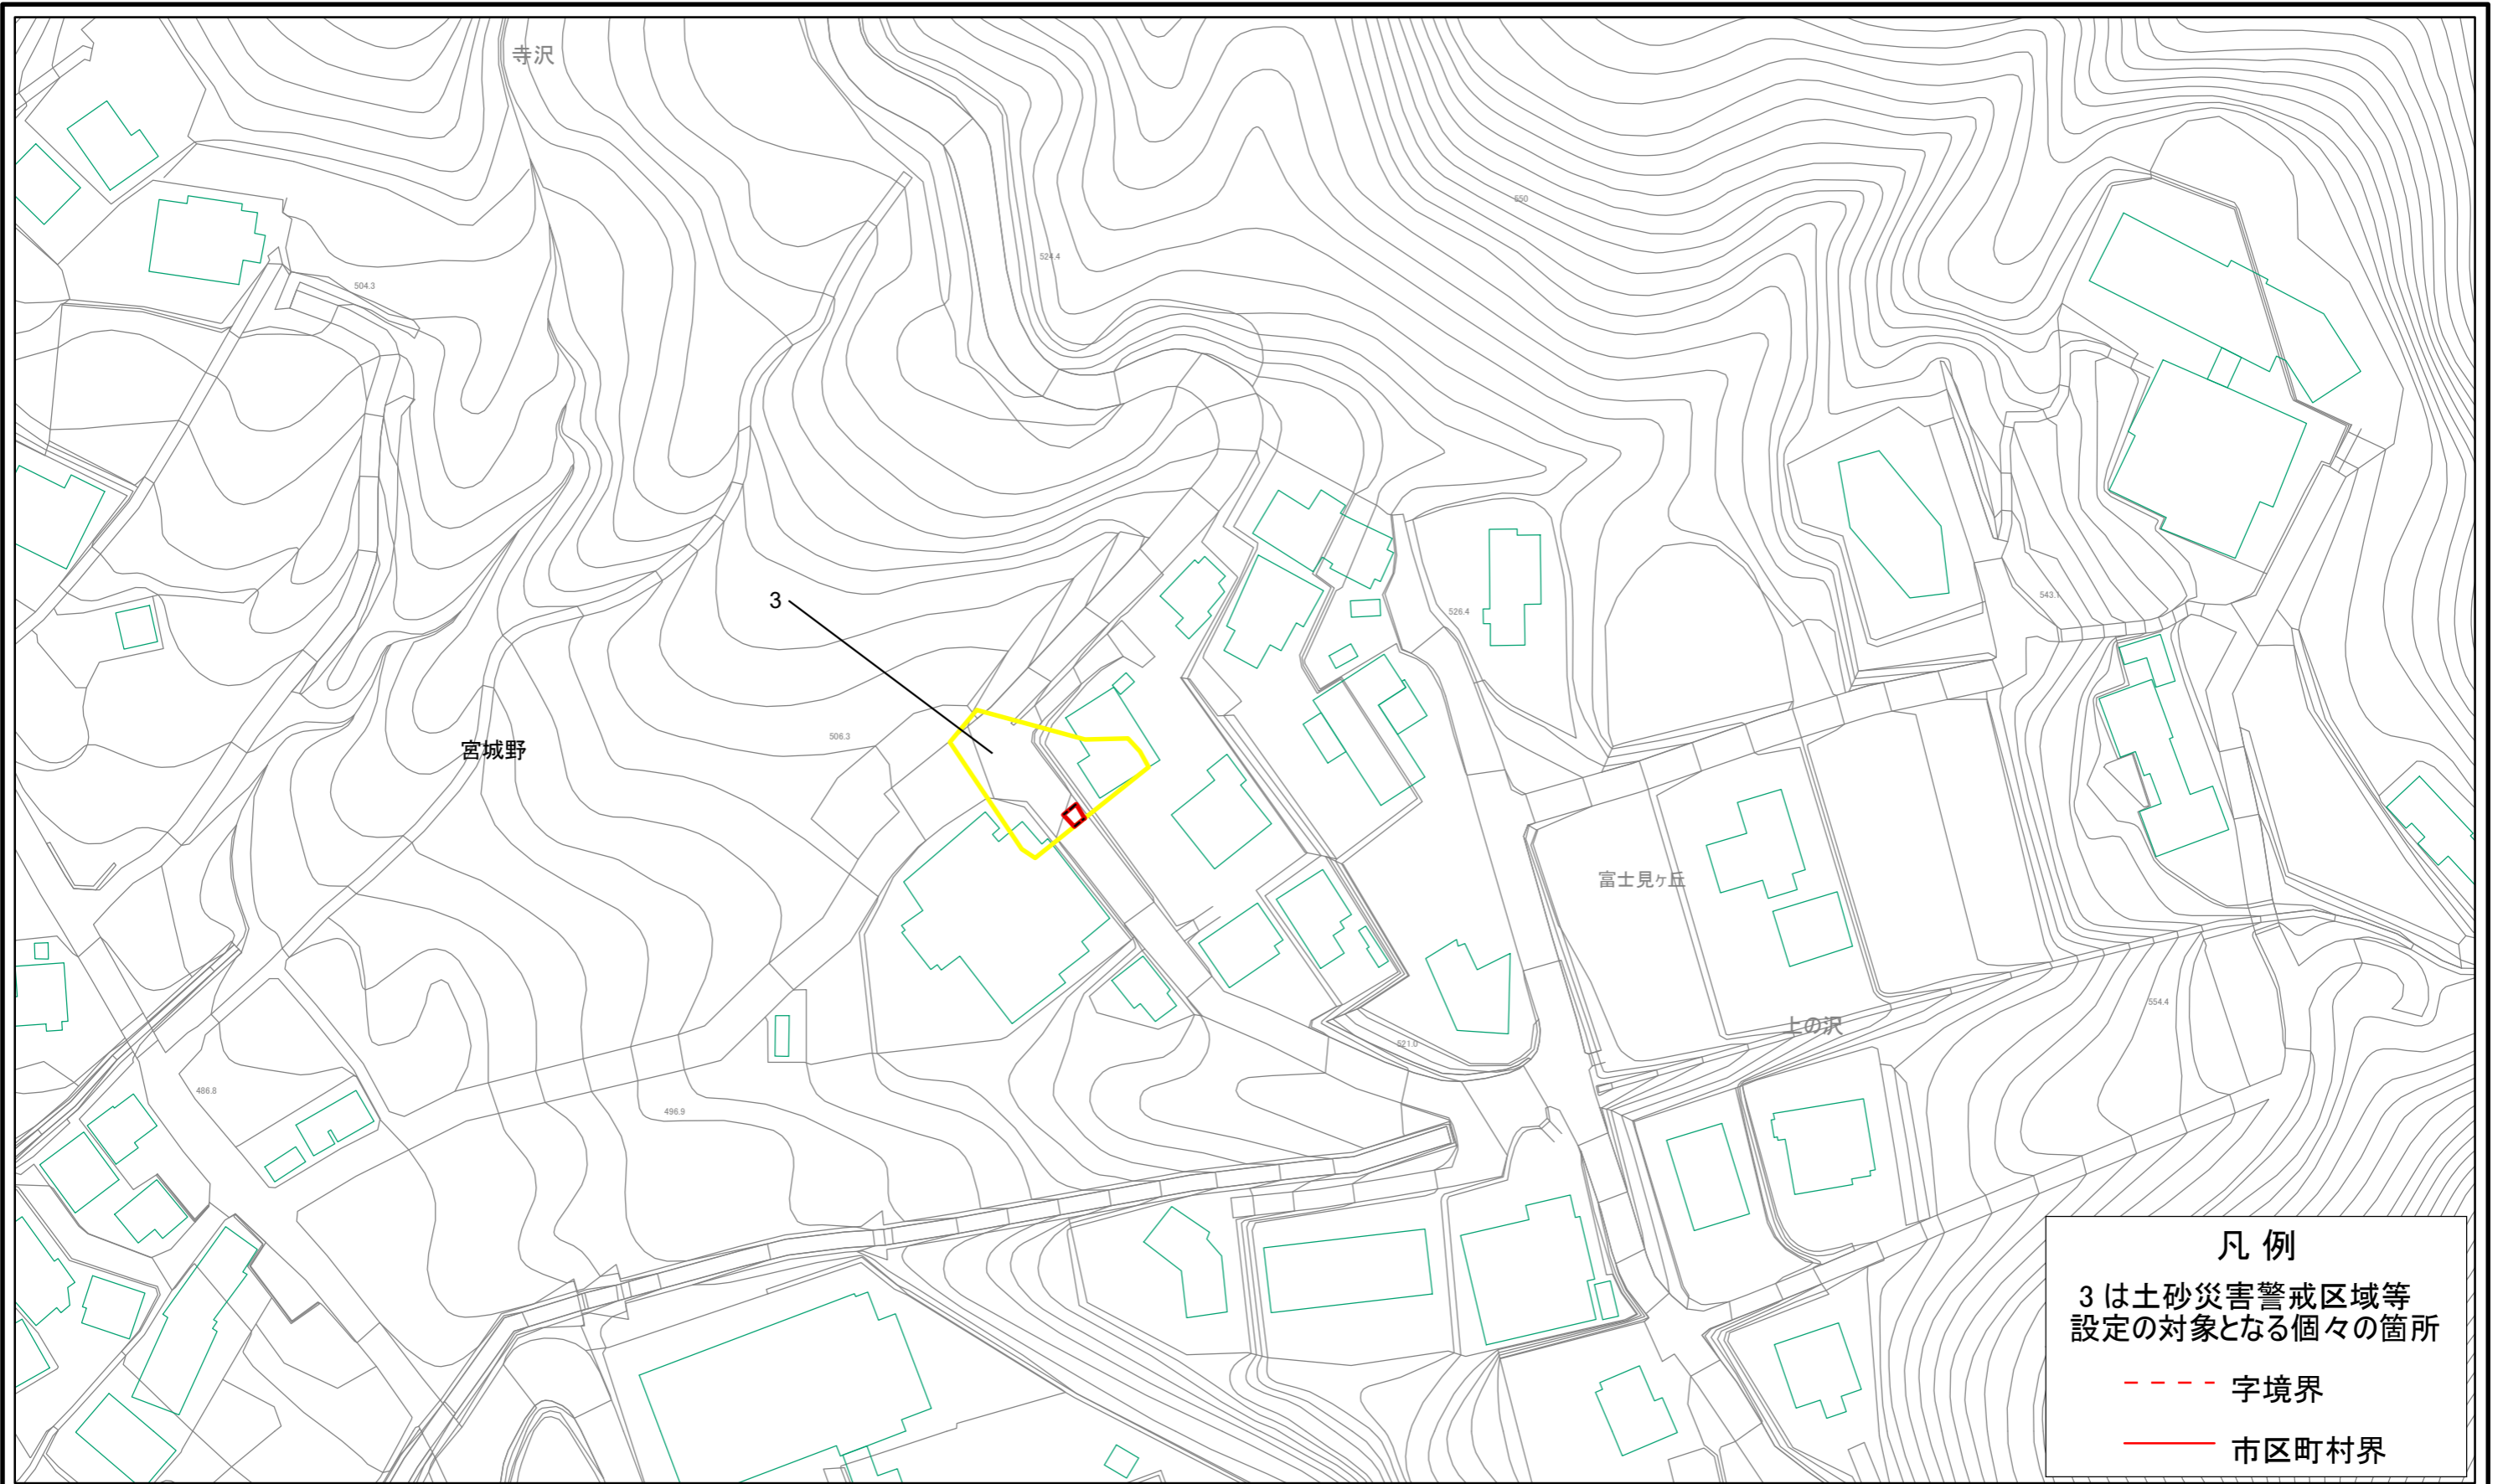 寺沢
550
524.4
504.3
3
526.4
543.1
506.3
宮城野
富士見ヶ丘
554.4
上の沢
521.0
486.8
496.9
凡 例
3 は土砂災害警戒区域等
設定の対象となる個々の箇所
字境界
市区町村界